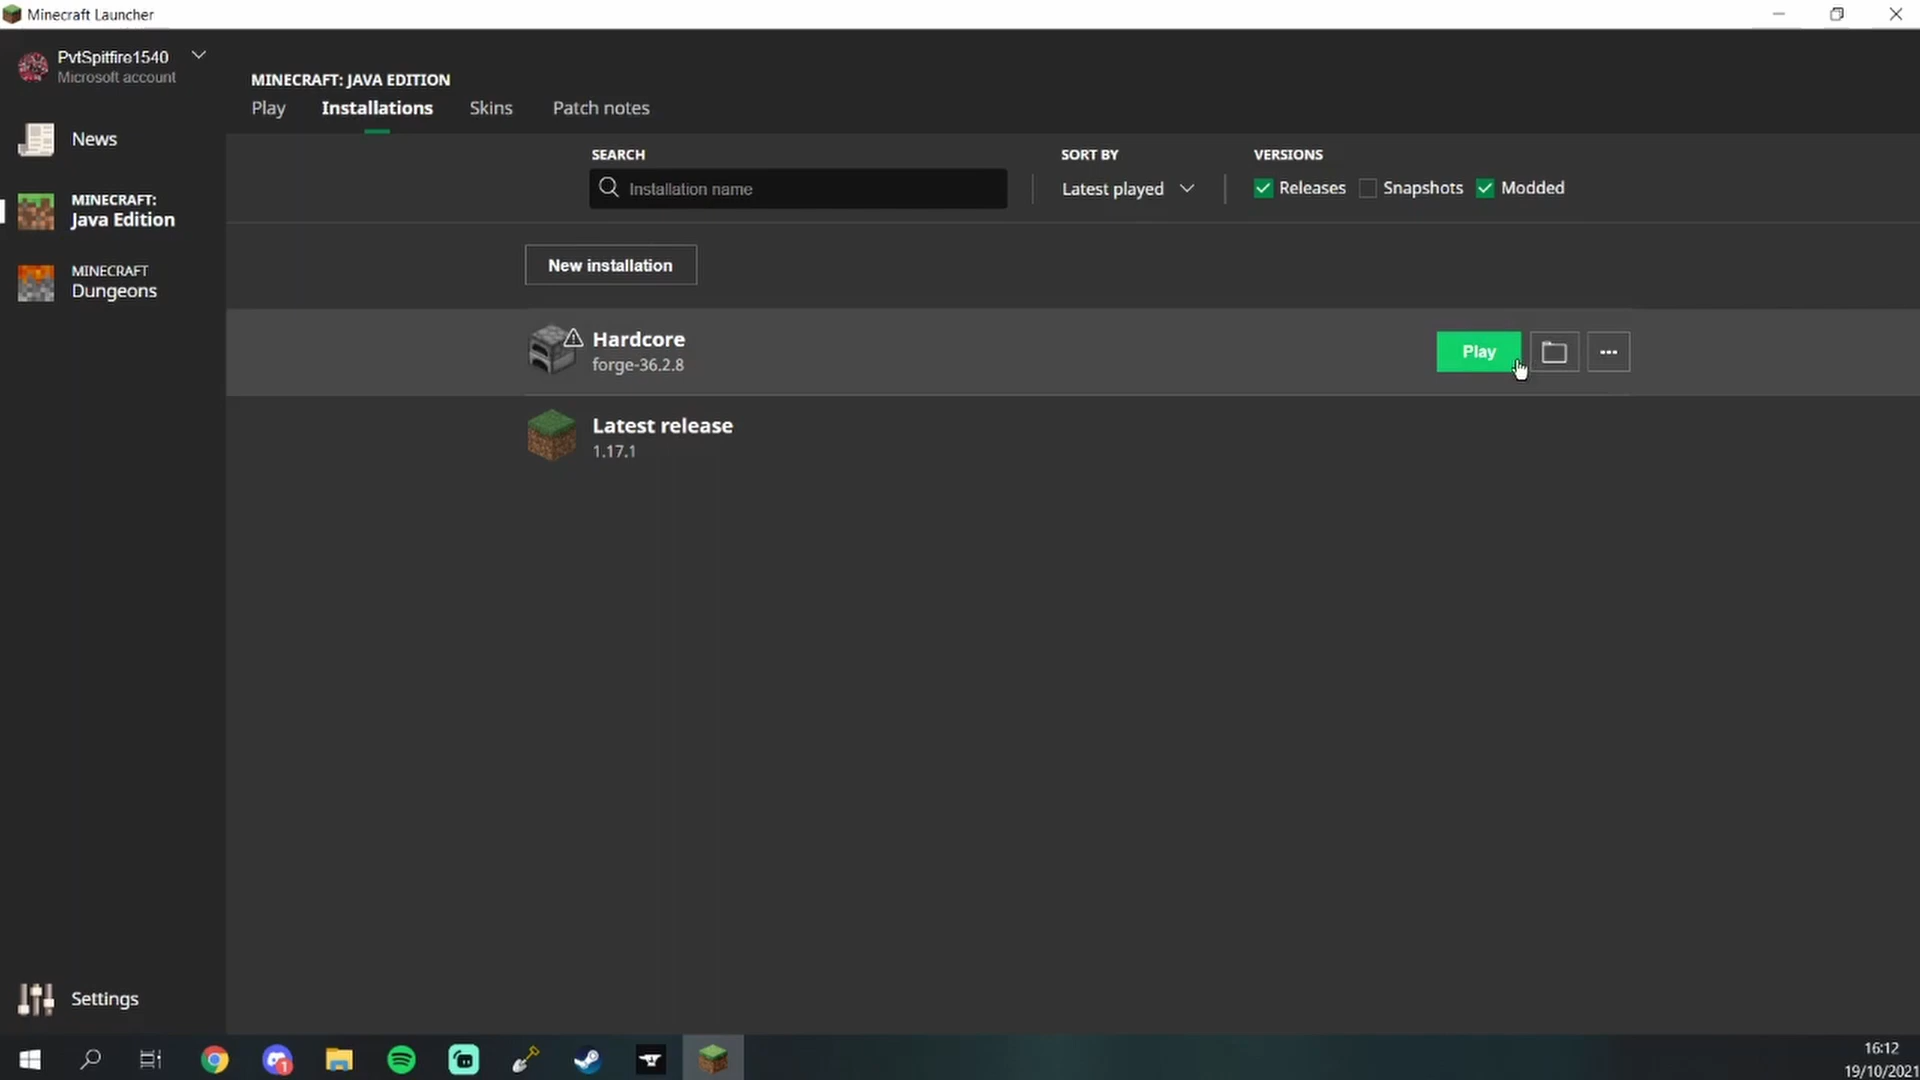 Minecraft Launcher
PvtSpitfire1540
Microsoft account
News
MINECRAFT:
Java Edition
MINECRAFT
Dungeons
Settings
MINECRAFT: JAVA EDITION
Play Installations Skins Patch notes
SEARCH
Installation name
SORT BY
Latest played
VERSIONS
Releases Snapshots Modded
New installation
Hardcore
forge-36.2.8
Play
Latest release
1.17.1
1
16:12
19/10/2021